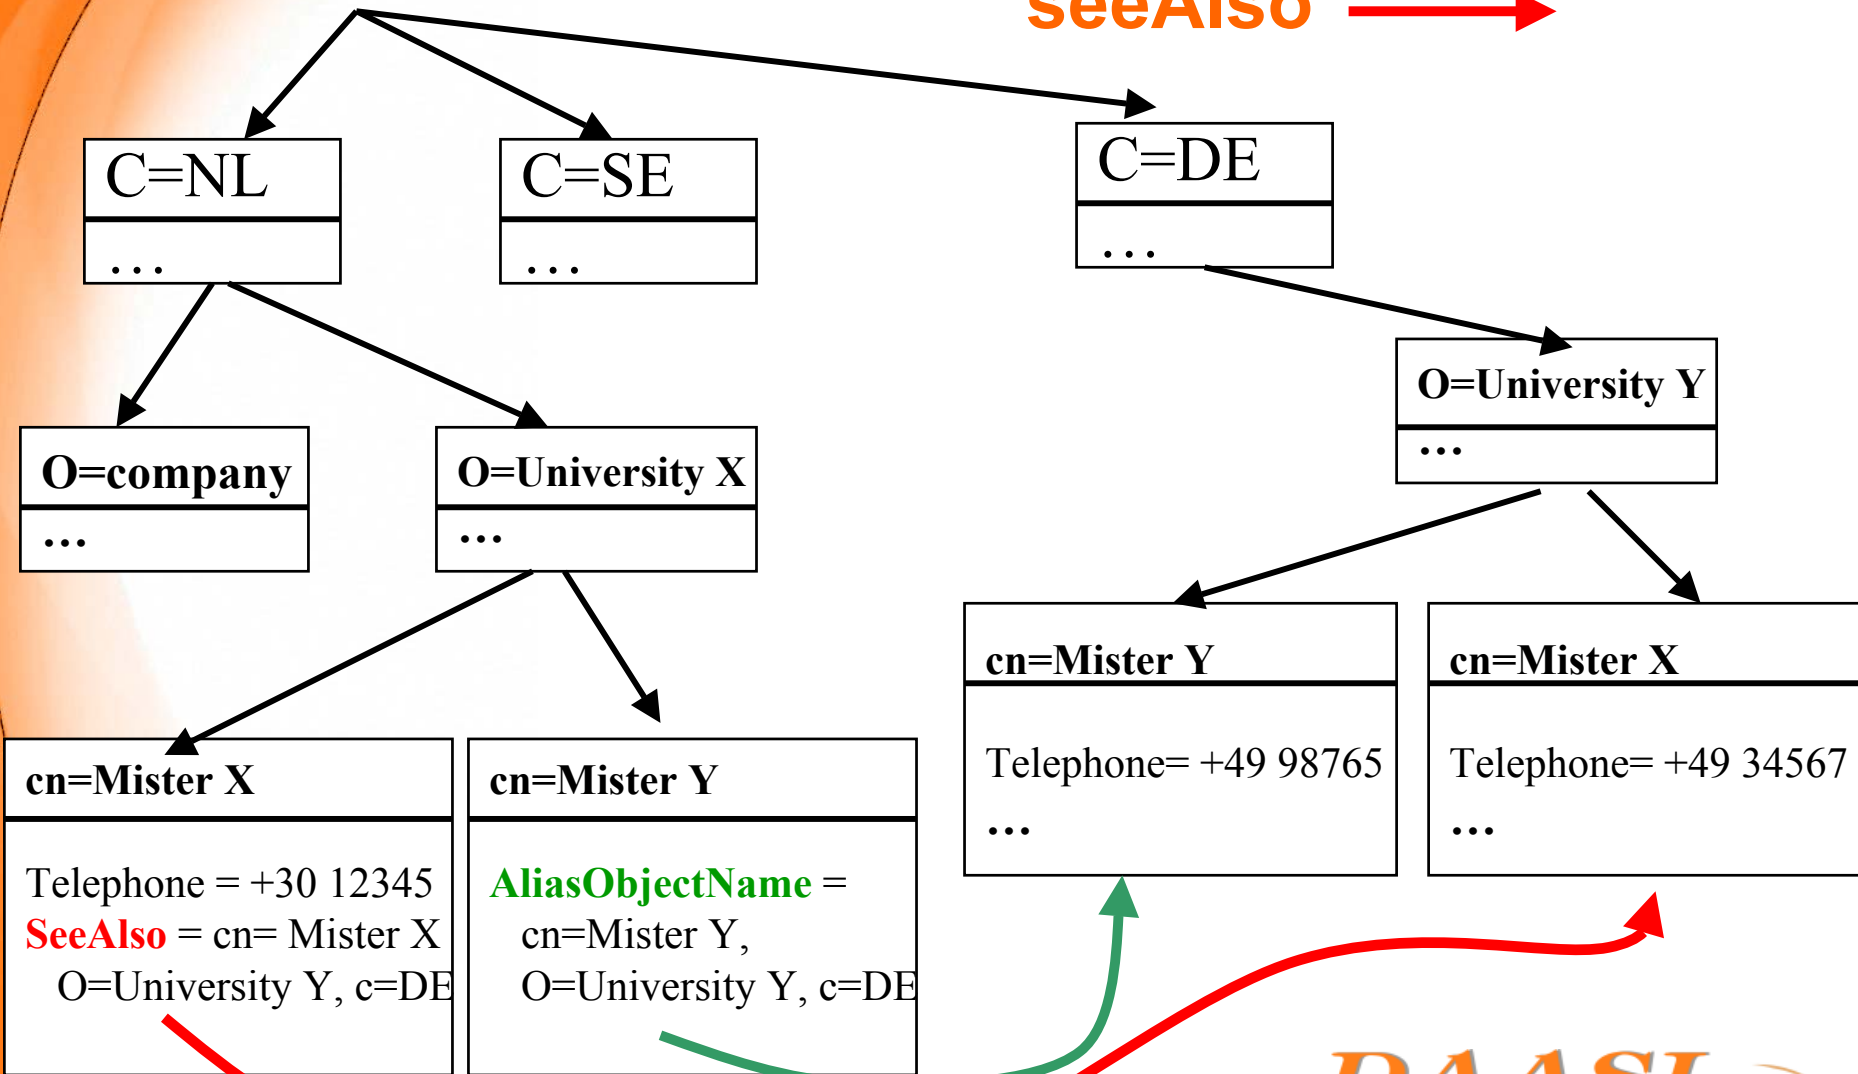 seeAlso
C=NL
...
C=SE
...
C=DE
...
O=company
...
O=University X
...
O=University Y
...
cn=Mister X
Telephone = +30 12345
SeeAlso = cn= Mister X
O=University Y, c=DE
cn=Mister Y
AliasObjectName =
cn=Mister Y,
O=University Y, c=DE
cn=Mister Y
Telephone= +49 98765
...
cn=Mister X
Telephone= +49 34567
...
DAASI